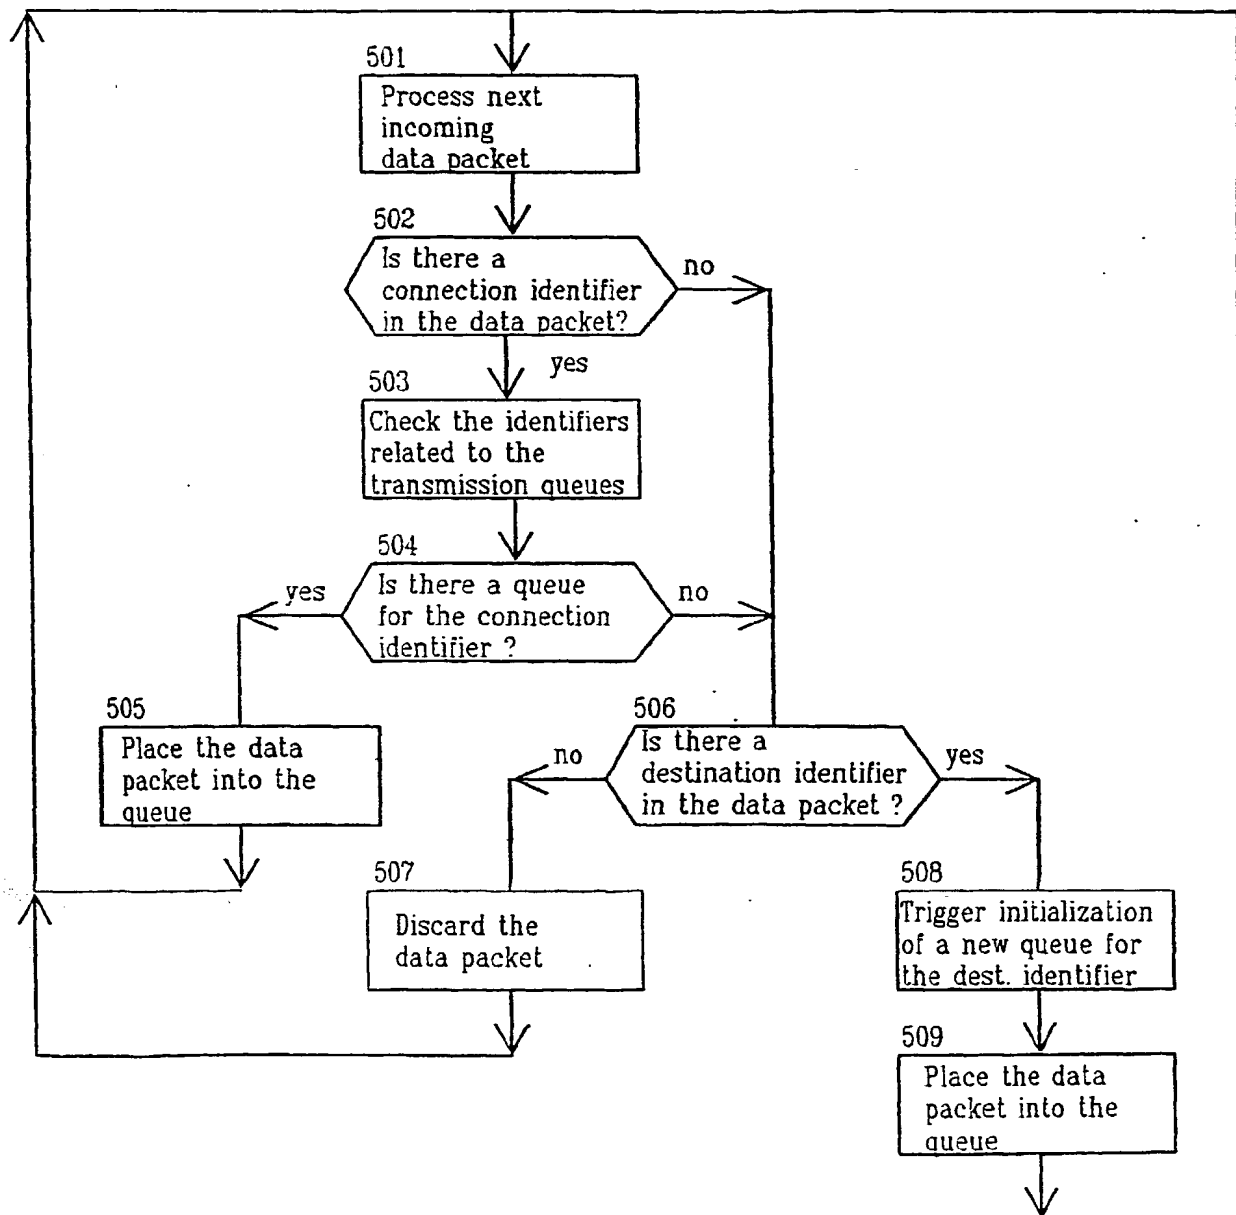 501
Process next
incoming
data packet
502
Is there a
connection identifier
in the data packet?
no
yes
503
Check the identifiers
related to the
transmission queues
504
Is there a queue
for the connection
identifier ?
yes
no
505
Place the data
packet into the
queue
506
Is there a
destination identifier
in the data packet ?
no
yes
507
Discard the
data packet
508
Trigger initialization
of a new queue for
the dest. identifier
509
Place the data
packet into the
queue